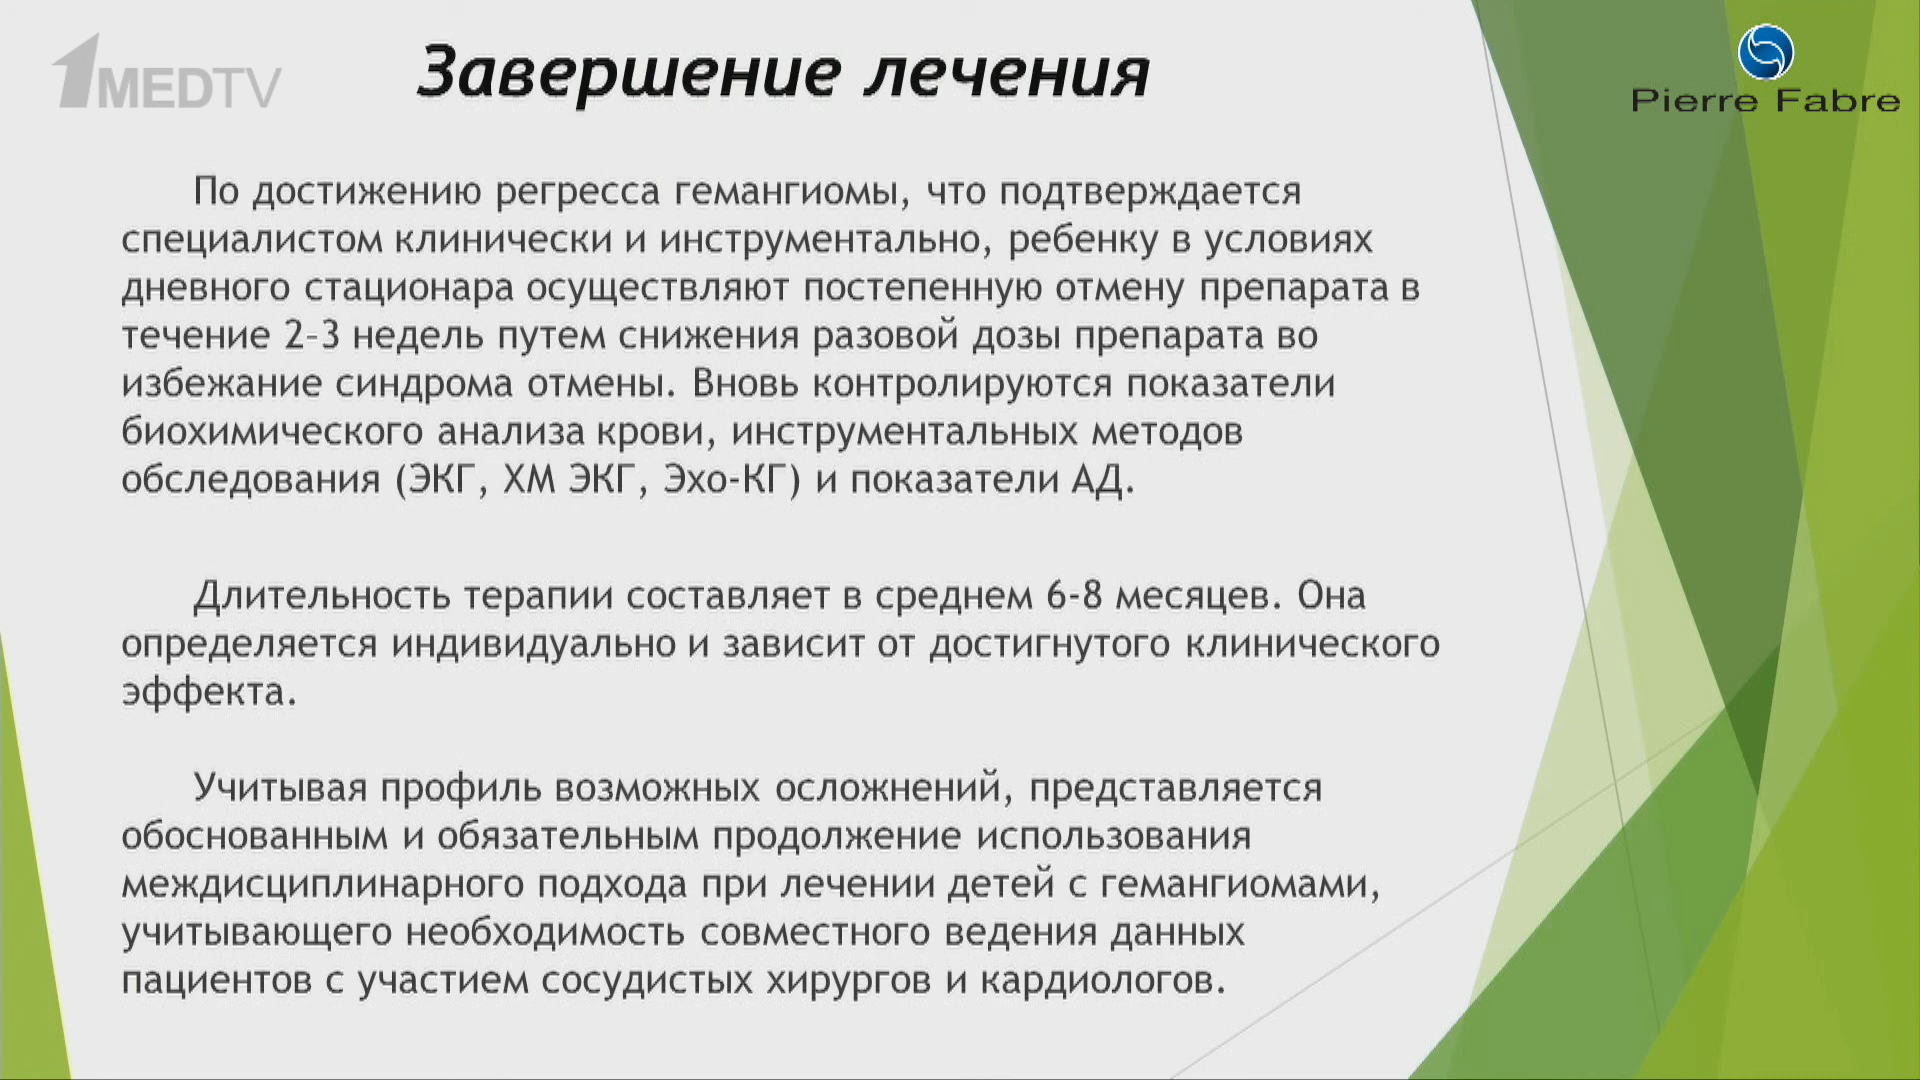 1MEDTV
Завершение лечения
Pierre Fabre
По достижению регресса гемангиомы, что подтверждается
специалистом клинически и инструментально, ребенку в условиях
дневного стационара осуществляют постепенную отмену препарата в
течение 2–3 недель путем снижения разовой дозы препарата во
избежание синдрома отмены. Вновь контролируются показатели
биохимического анализа крови, инструментальных методов
обследования (ЭКГ, ХМ ЭКГ, Эхо-КГ) и показатели АД.
Длительность терапии составляет в среднем 6-8 месяцев. Она
определяется индивидуально и зависит от достигнутого клинического
эффекта.
Учитывая профиль возможных осложнений, представляется
обоснованным и обязательным продолжение использования
междисциплинарного подхода при лечении детей с гемангиомами,
учитывающего необходимость совместного ведения данных
пациентов с участием сосудистых хирургов и кардиологов.